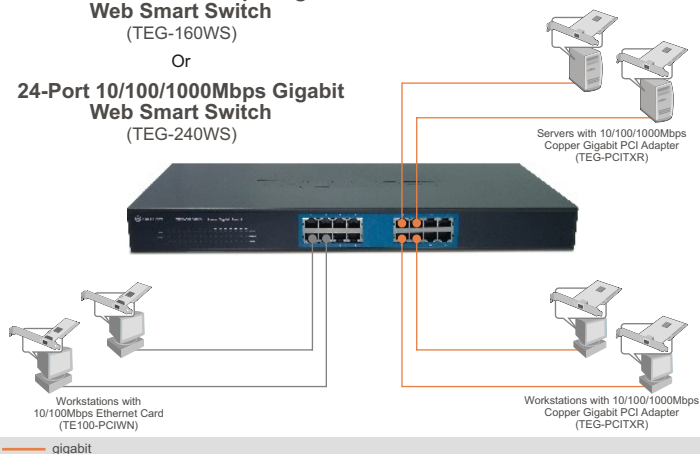 Web Smart Switch
(TEG-160WS)
Or
24-Port 10/100/1000Mbps Gigabit
Web Smart Switch
(TEG-240WS)
Servers with 10/100/1000Mbps
Copper Gigabit PCI Adapter
(TEG-PCITXR)
Workstations with
10/100Mbps Ethernet Card
(TE100-PCIWN)
Workstations with 10/100/1000Mbps
Copper Gigabit PCI Adapter
(TEG-PCITXR)
gigabit